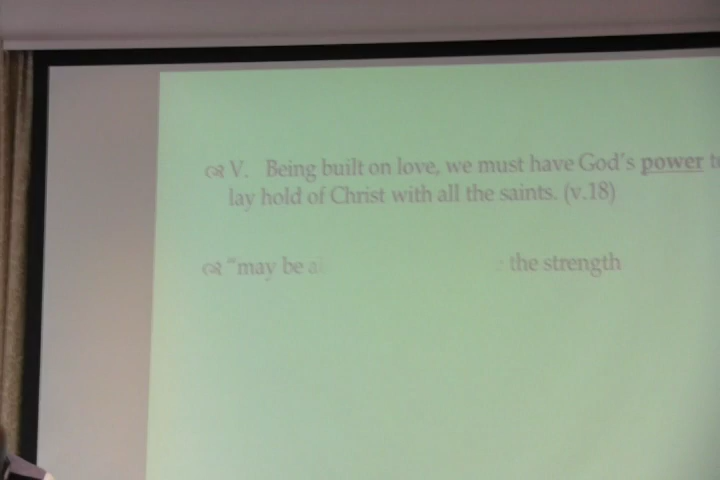 V. Being built on love, we must have God's power
lay hold of Christ with all the saints. (v.18)
"may be
the strength